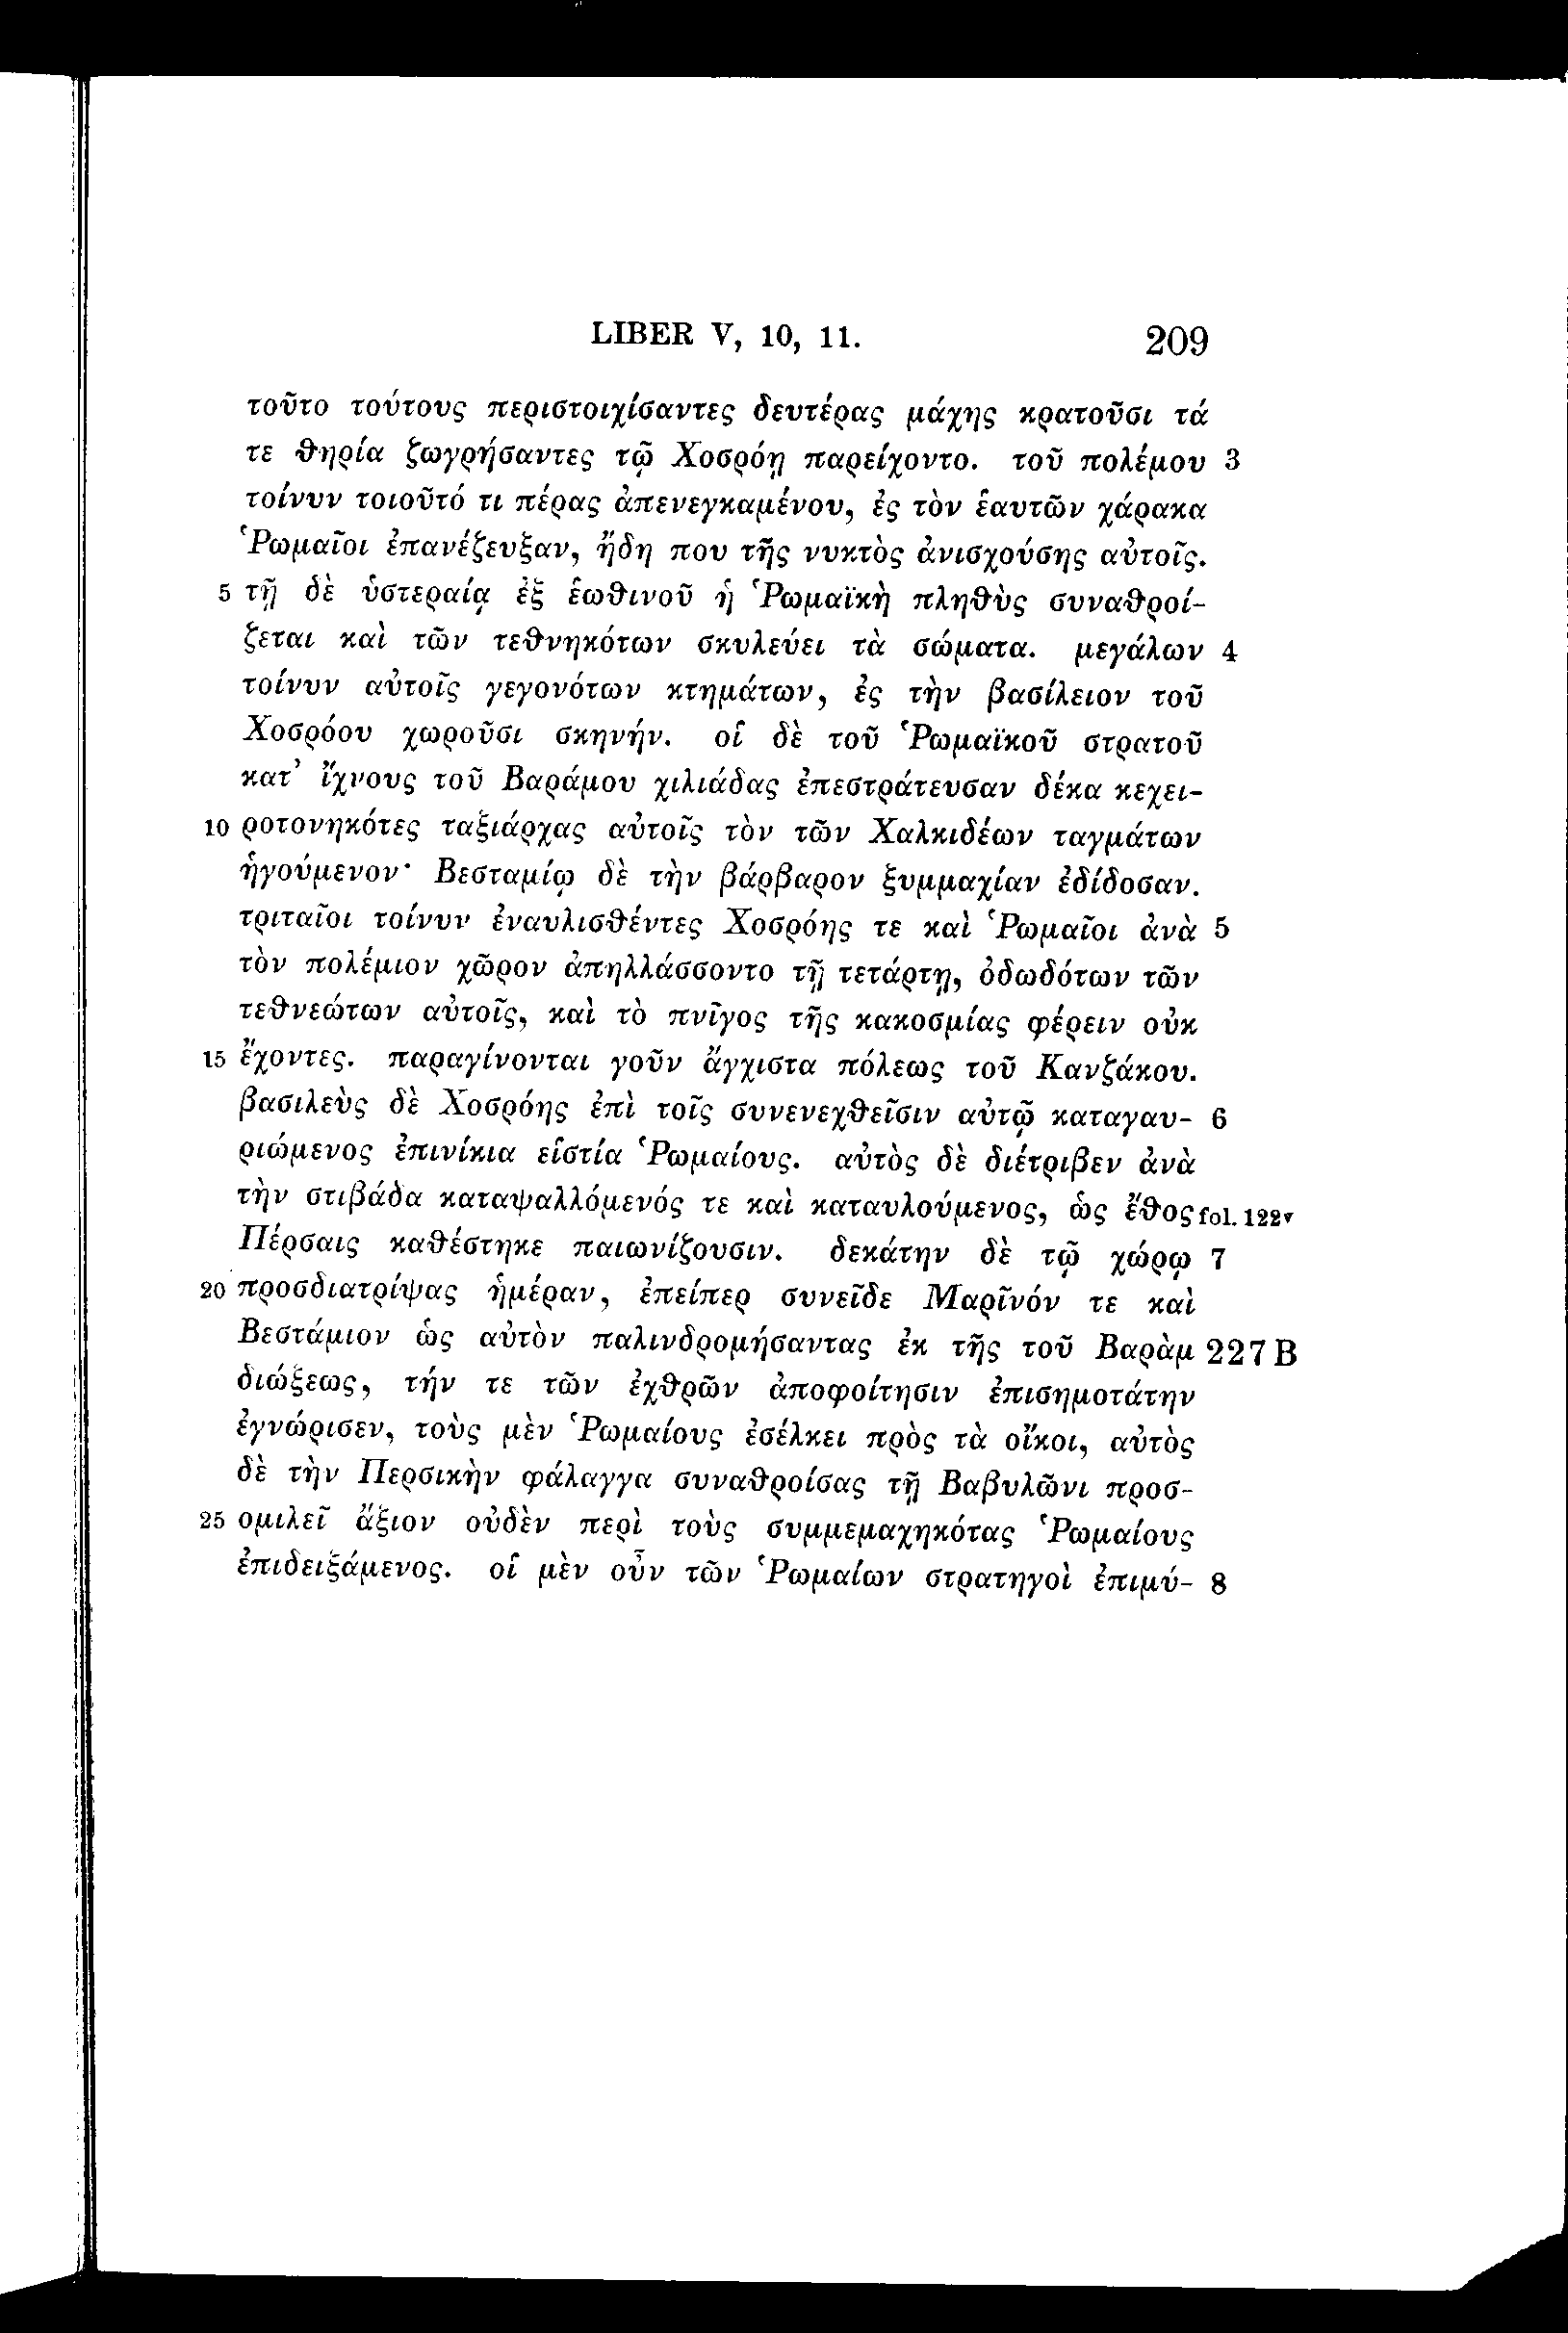 LIBER V, 10, 11. 209
τοῦτο τούτους περιστοιχίσαντες δευτέρας μάχης κρατοῦσι τά
τε θηρία ζωγρήσαντες τῷ Χοσρόῃ παρείχοντο. τοῦ πολέμου 3
τοίνυν τοιοῦτό τι πέρας ἀπενεγκαμένου, ἐς τὸν ἑαυτῶν χάρακα
Ῥωμαῖοι ἐπανέζευξαν, ἤδη που τῆς νυκτὸς ἀνισχούσης αὐτοῖς.
5 τῇ δὲ ὑστεραίᾳ ἐξ ἑωθινοῦ ἡ Ῥωμαϊκὴ πληθὺς συναθροί-
ζεται καὶ τῶν τεθνηκότων σκυλεύει τὰ σώματα. μεγάλων 4
τοίνυν αὐτοῖς γεγονότων κτημάτων, ἐς τὴν βασίλειον τοῦ
Χοσρόου χωροῦσι σκηνήν. οἱ δὲ τοῦ Ῥωμαϊκοῦ στρατοῦ
κατ’ ἴχνους τοῦ Βαράμου χιλιάδας ἐπεστράτευσαν δέκα κεχει-
10 ροτονηκότες ταξιάρχας αὐτοῖς τὸν τῶν Χαλκιδέων ταγμάτων
ἡγούμενον· Βεσταμίῳ δὲ τὴν βάρβαρον ξυμμαχίαν ἐδίδοσαν.
τριταῖοι τοίνυν ἐναυλισθέντες Χοσρόης τε καὶ Ῥωμαῖοι ἀνὰ 5
τὸν πολέμιον χῶρον ἀπηλλάσσοντο τῇ τετάρτῃ, ὀδωδότων τῶν
τεθνεώτων αὐτοῖς, καὶ τὸ πνῖγος τῆς κακοσμίας φέρειν οὐκ
15 ἔχοντες. παραγίνονται γοῦν ἄγχιστα πόλεως τοῦ Κανζάκου.
βασιλεὺς δὲ Χοσρόης ἐπὶ τοῖς συνενεχθεῖσιν αὐτῷ καταγαυ- 6
ριώμενος ἐπινίκια εἱστία Ῥωμαίους. αὐτὸς δὲ διέτριβεν ἀνὰ
τὴν στιβάδα καταψαλλόμενός τε καὶ καταυλούμενος, ὡς ἔθος fol. 122v
Πέρσαις καθέστηκε παιωνίζουσιν. δεκάτην δὲ τῷ χώρῳ 7
20 προσδιατρίψας ἡμέραν, ἐπείπερ συνεῖδε Μαρῖνόν τε καὶ
Βεστάμιον ὡς αὐτὸν παλινδρομήσαντας ἐκ τῆς τοῦ Βαρὰμ 227 B
διώξεως, τήν τε τῶν ἐχθρῶν ἀποφοίτησιν ἐπισημοτάτην
ἐγνώρισεν, τοὺς μὲν Ῥωμαίους ἐσέλκει πρὸς τὰ οἴκοι, αὐτὸς
δὲ τὴν Περσικὴν φάλαγγα συναθροίσας τῇ Βαβυλῶνι προσ-
25 ομιλεῖ ἄξιον οὐδὲν περὶ τοὺς συμμεμαχηκότας Ῥωμαίους
ἐπιδειξάμενος. οἱ μὲν οὖν τῶν Ῥωμαίων στρατηγοὶ ἐπιμύ- 8